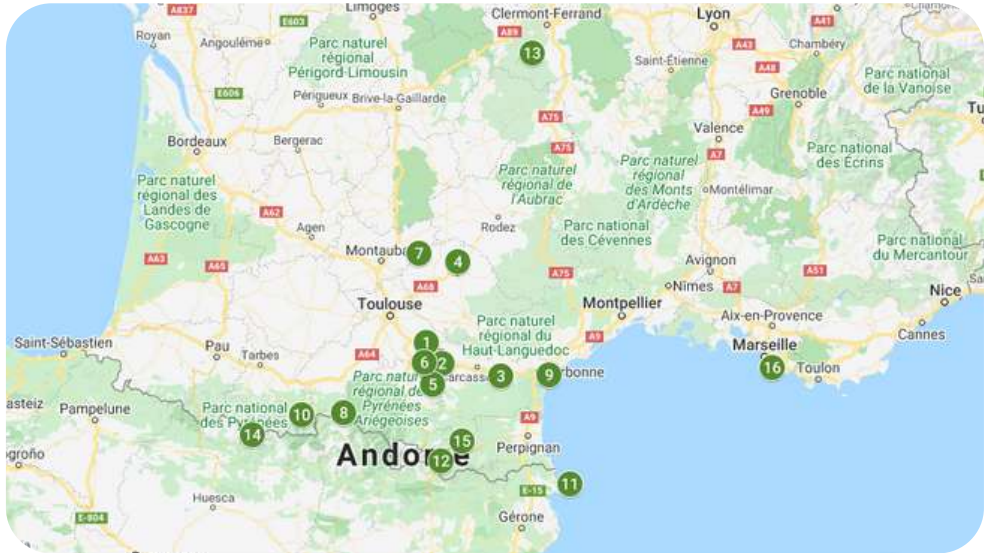 A837
Limoges
E603
Royan
Angoulême
Parc naturel
régional
Périgord-Limousin
Clermont-Ferrand
A89
13
Lyon
A41
A43
Chambéry
Saint-Étienne
A48
Parc national
de la Vanoise
Grenoble
E606
Périgueux
Brive-la-Gaillarde
A75
A49
Valence
Bordeaux
Bergerac
A75
A7
Parc national
des Écrins
Parc naturel
régional des
Landes de
Gascogne
Parc naturel
régional de
l'Aubrac
Parc naturel
régional
des Monts
d'Ardèche
Montélimar
A62
Agen
Rodez
Parc national
des Cévennes
Parc national
du Mercantour
A63
A65
7
4
A75
Avignon
A51
A68
Nîmes
A7
Nice
Toulouse
Montpellier
Aix-en-Provence
Cannes
1
Parc naturel
régional du
Haut-Languedoc
A9
Saint-Sébastien
Pau
Tarbes
A64
6
2
Marseille
16
Toulon
5
3
9
Pampelune
Parc national
des Pyrénées
10
8
Pyrénées
Ariégeoises
A9
14
15
Perpignan
12
11
E-15
Huesca
E-804
Gérone